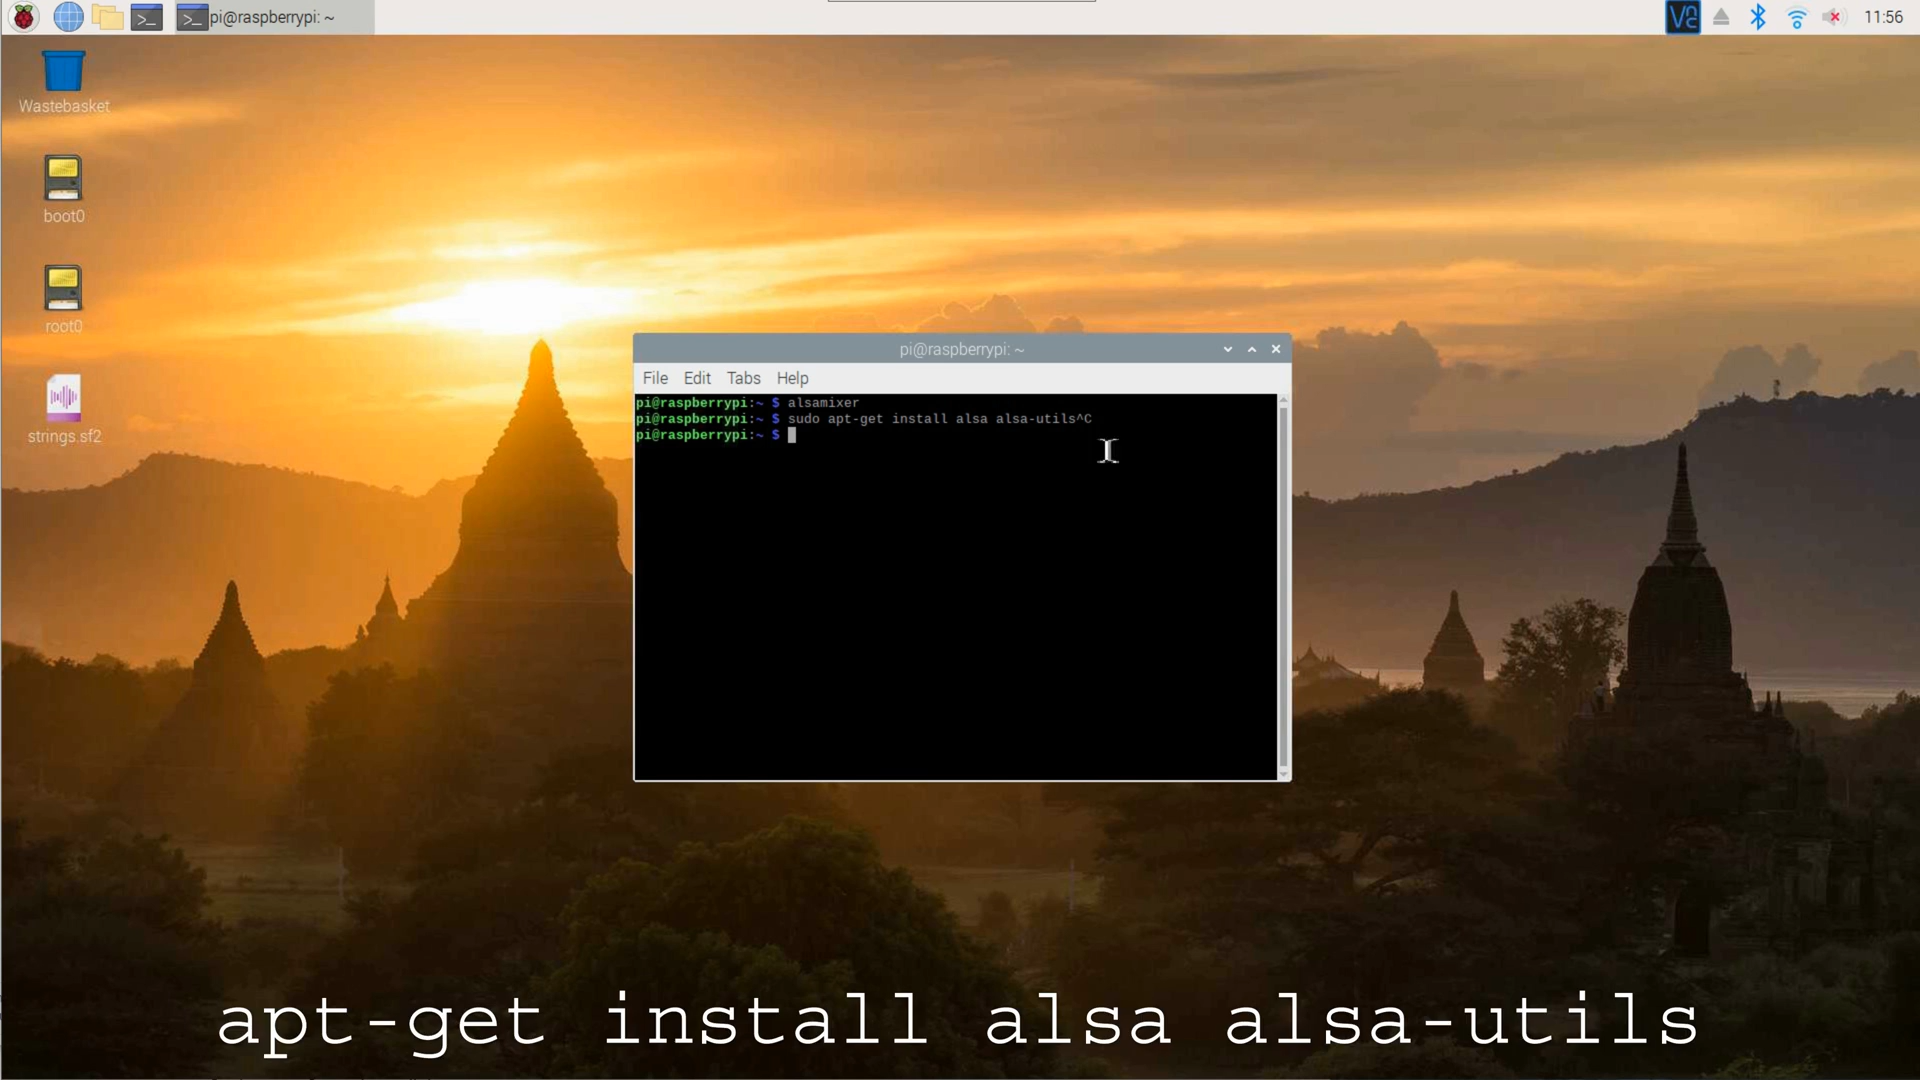 pi@raspberrypi: ~
11:56
Wastebasket
boot0
root0
strings.sf2
pi@raspberrypi: ~
File Edit Tabs Help
pi@raspberrypi:~ $ alsamixer
pi@raspberrypi:~ $ sudo apt-get install alsa alsa-utils^C
pi@raspberrypi:~ $
apt-get install alsa alsa-utils